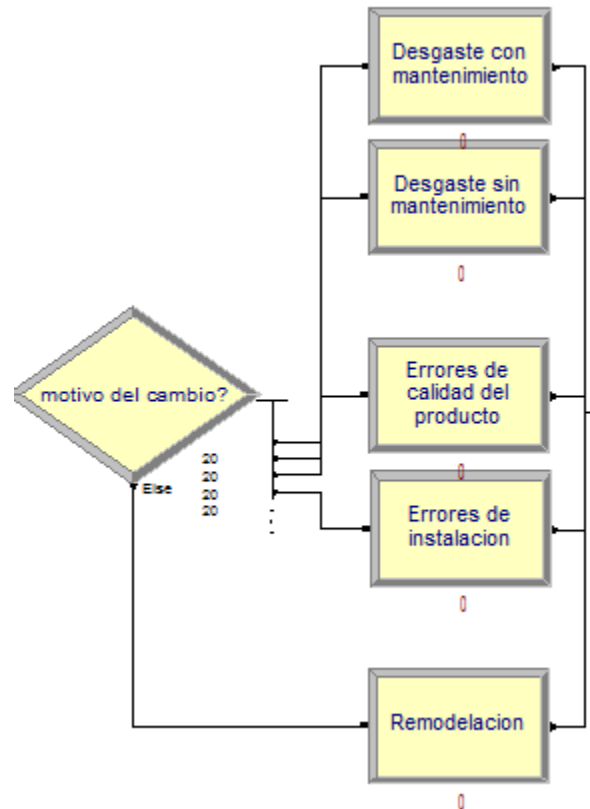 Desgaste con
mantenimiento
0
Desgaste sin
mantenimiento
0
motivo del cambio?
Else
20
20
20
20
Errores de
calidad del
producto
0
Errores de
instalacion
0
Remodelacion
0